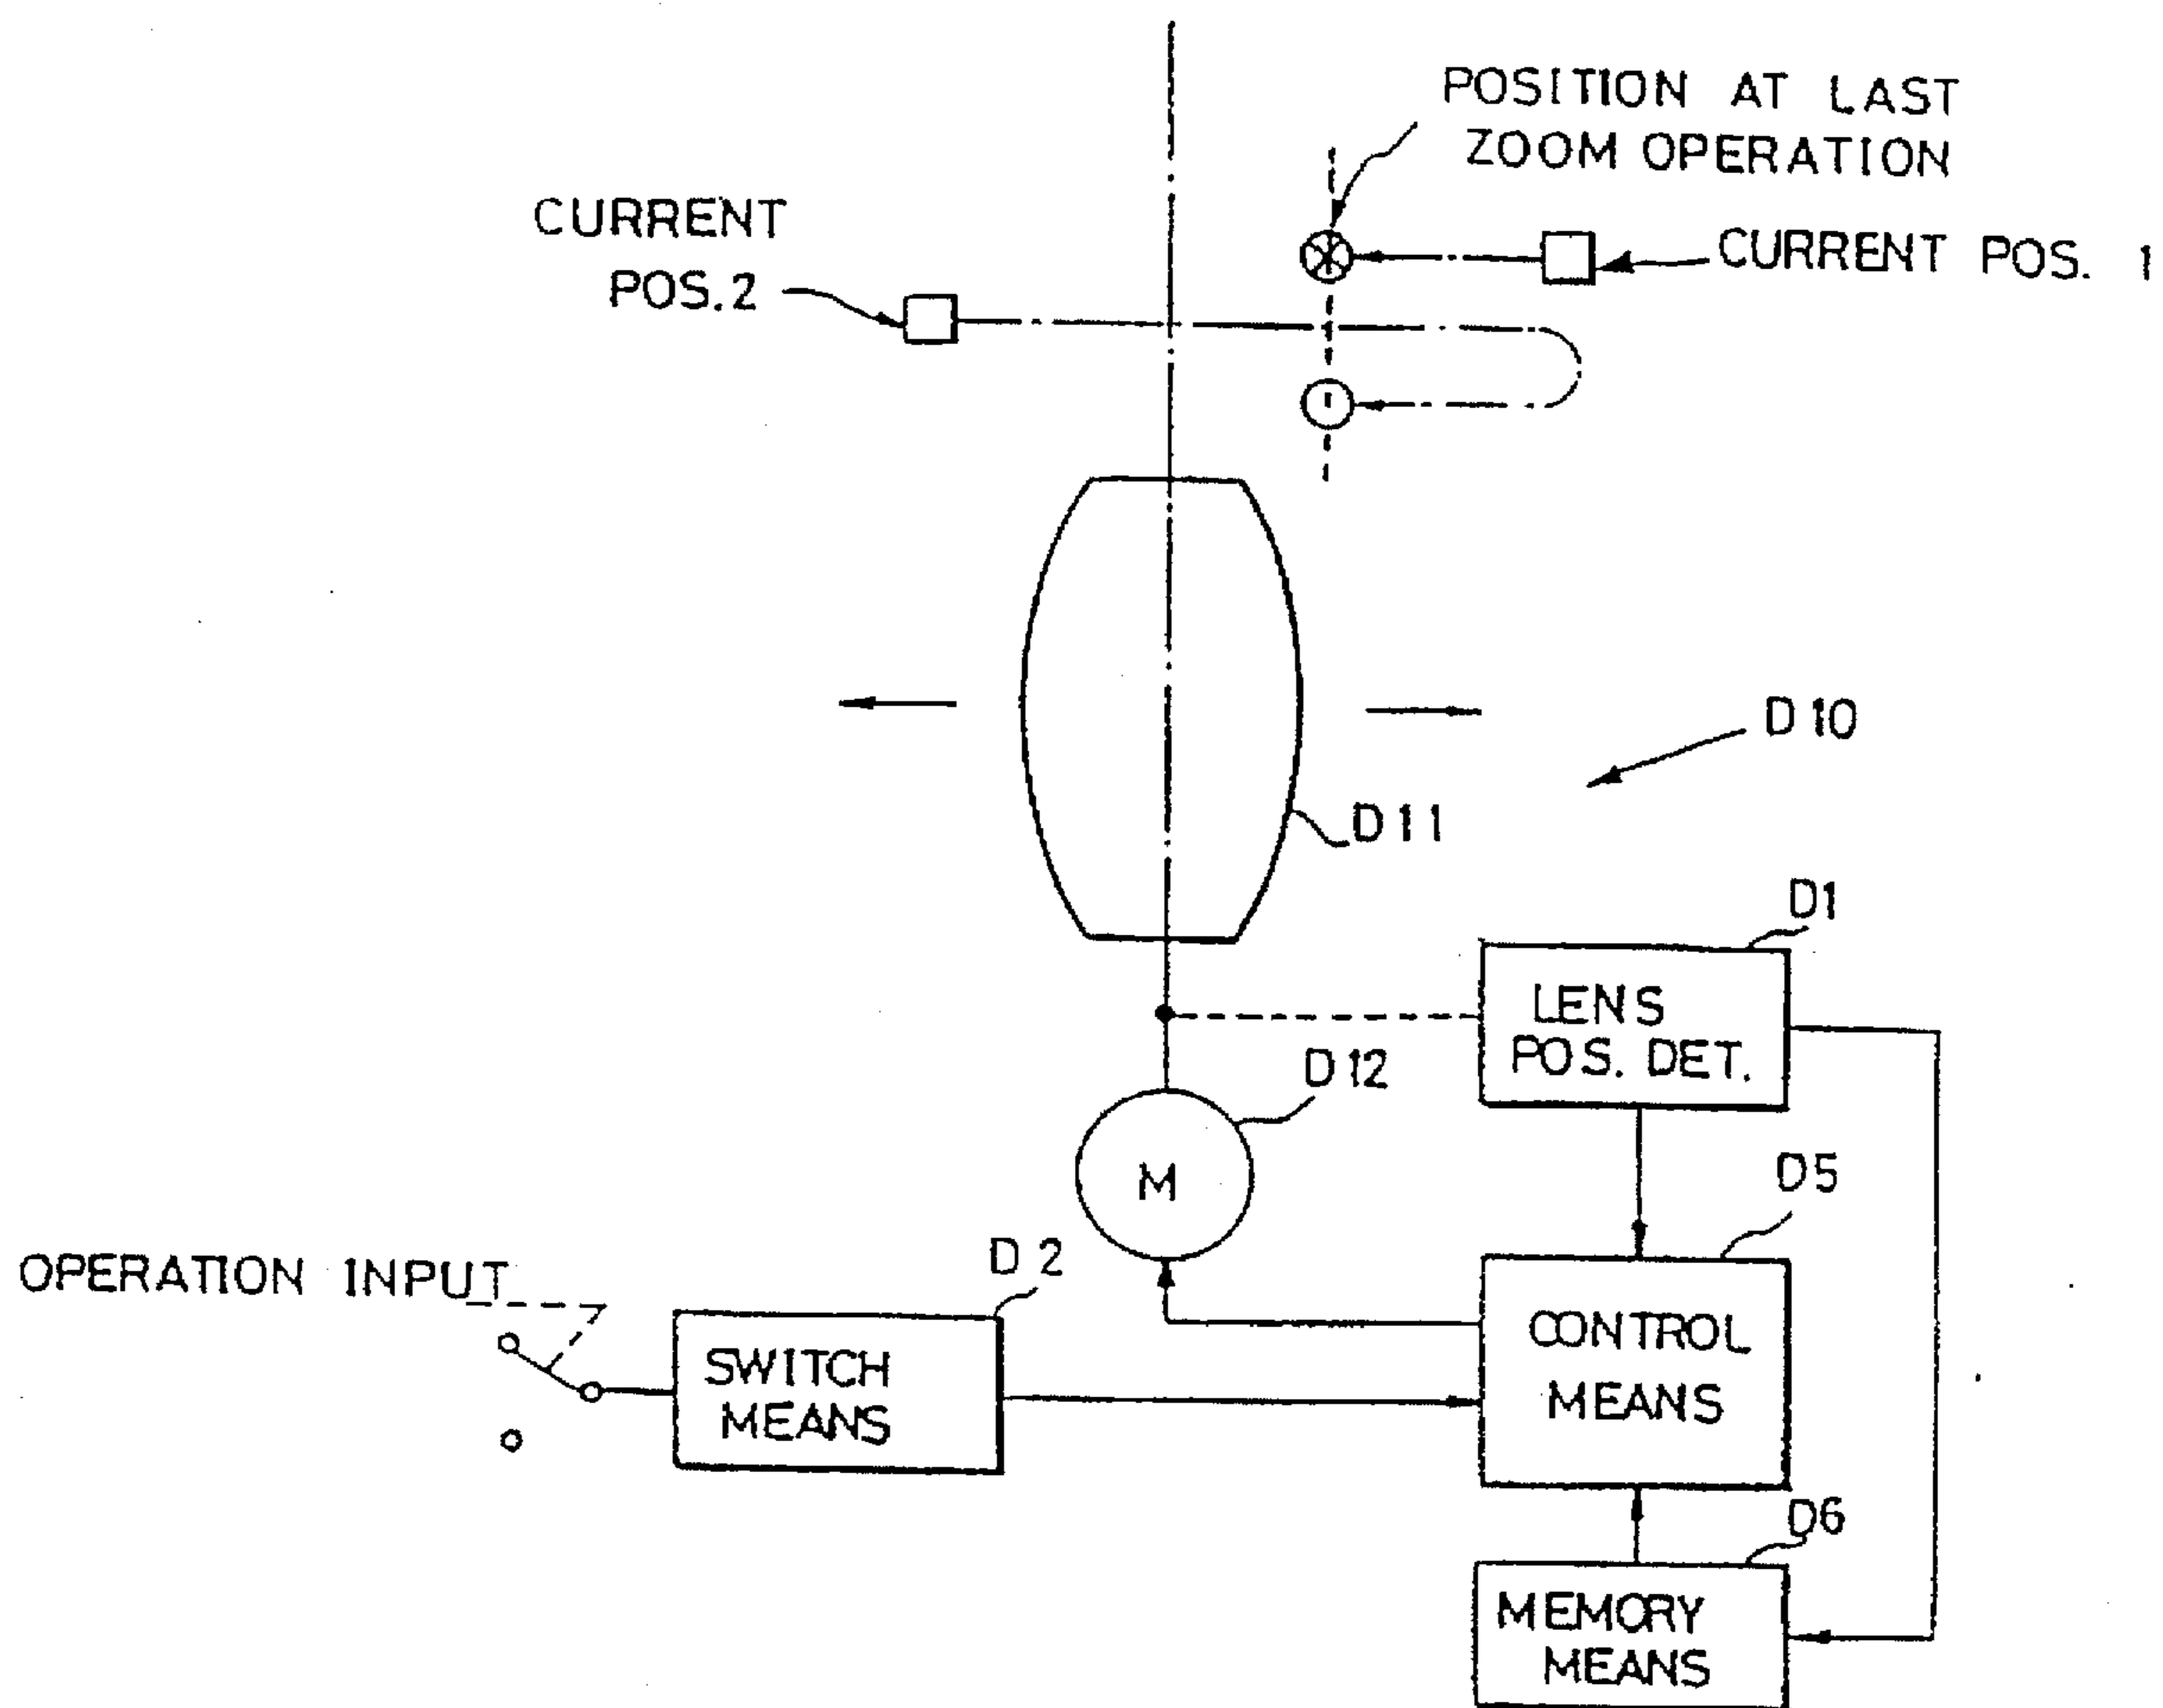 POSITION AT LAST
ZOOM OPERATION
CURRENT
POS.2
CURRENT POS. 1
D10
D11
D1
LENS
POS. DET.
D12
M
D5
OPERATION INPUT
D2
SWITCH
MEANS
CONTROL
MEANS
D6
MEMORY
MEANS